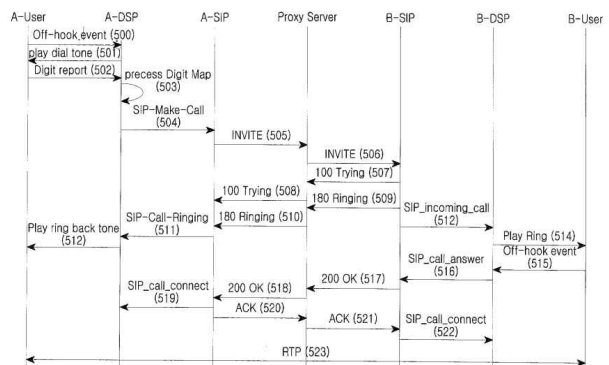 A-User A-DSP A-SIP Proxy Server B-SIP B-DSP B-User
Off-hook event (500)
play dial tone (501)
Digit report (502)
precess Digit Map
(503)
SIP-Make-Call
(504)
INVITE (505)
INVITE (506)
100 Trying (507)
100 Trying (508)
180 Ringing (509)
SIP_incoming_call
(512)
180 Ringing (510)
SIP-Call-Ringing
(511)
Play ring back tone
(512)
Play Ring (514)
Off-hook event
(515)
SIP_call_answer
(516)
200 OK (517)
200 OK (518)
SIP_call_connect
(519)
ACK (520)
ACK (521)
SIP_call_connect
(522)
RTP (523)